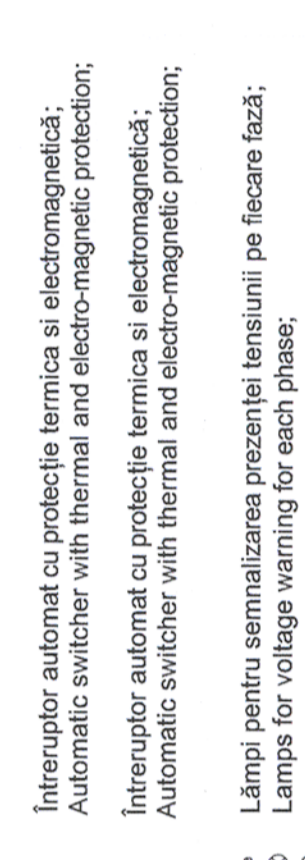 Întreruptor automat cu protecție termica si electromagnetică;
Automatic switcher with thermal and electro-magnetic protection;
Întreruptor automat cu protecție termica si electromagnetică;
Automatic switcher with thermal and electro-magnetic protection;
Lămpi pentru semnalizarea prezenței tensiunii pe fiecare fază;
Lamps for voltage warning for each phase;